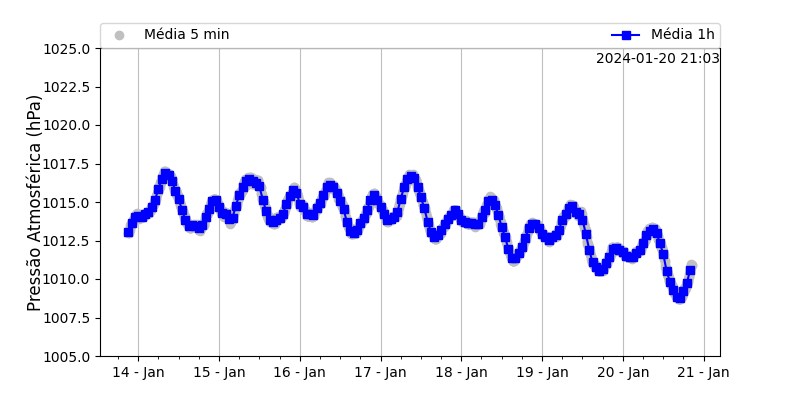 Média 5 min
Média 1h
2024-01-20 21:03
Pressão Atmosférica (hPa)
1025.0
1022.5
1020.0
1017.5
1015.0
1012.5
1010.0
1007.5
1005.0
14 - Jan
15 - Jan
16 - Jan
17 - Jan
18 - Jan
19 - Jan
20 - Jan
21 - Jan